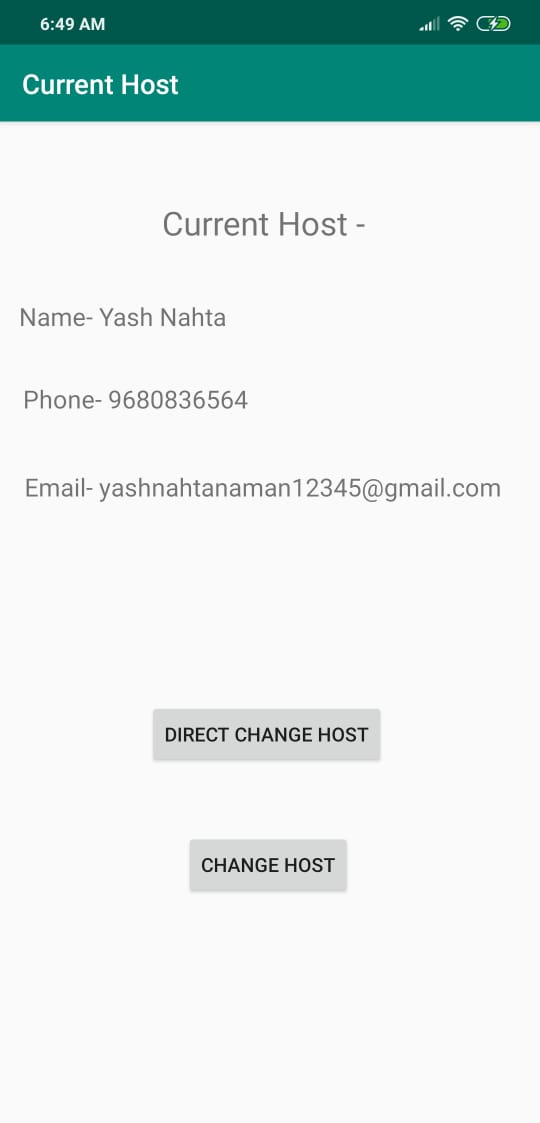 6:49 AM
Current Host
Current Host -
Name- Yash Nahta
Phone- 9680836564
Email- yashnahtanaman12345@gmail.com
DIRECT CHANGE HOST
CHANGE HOST